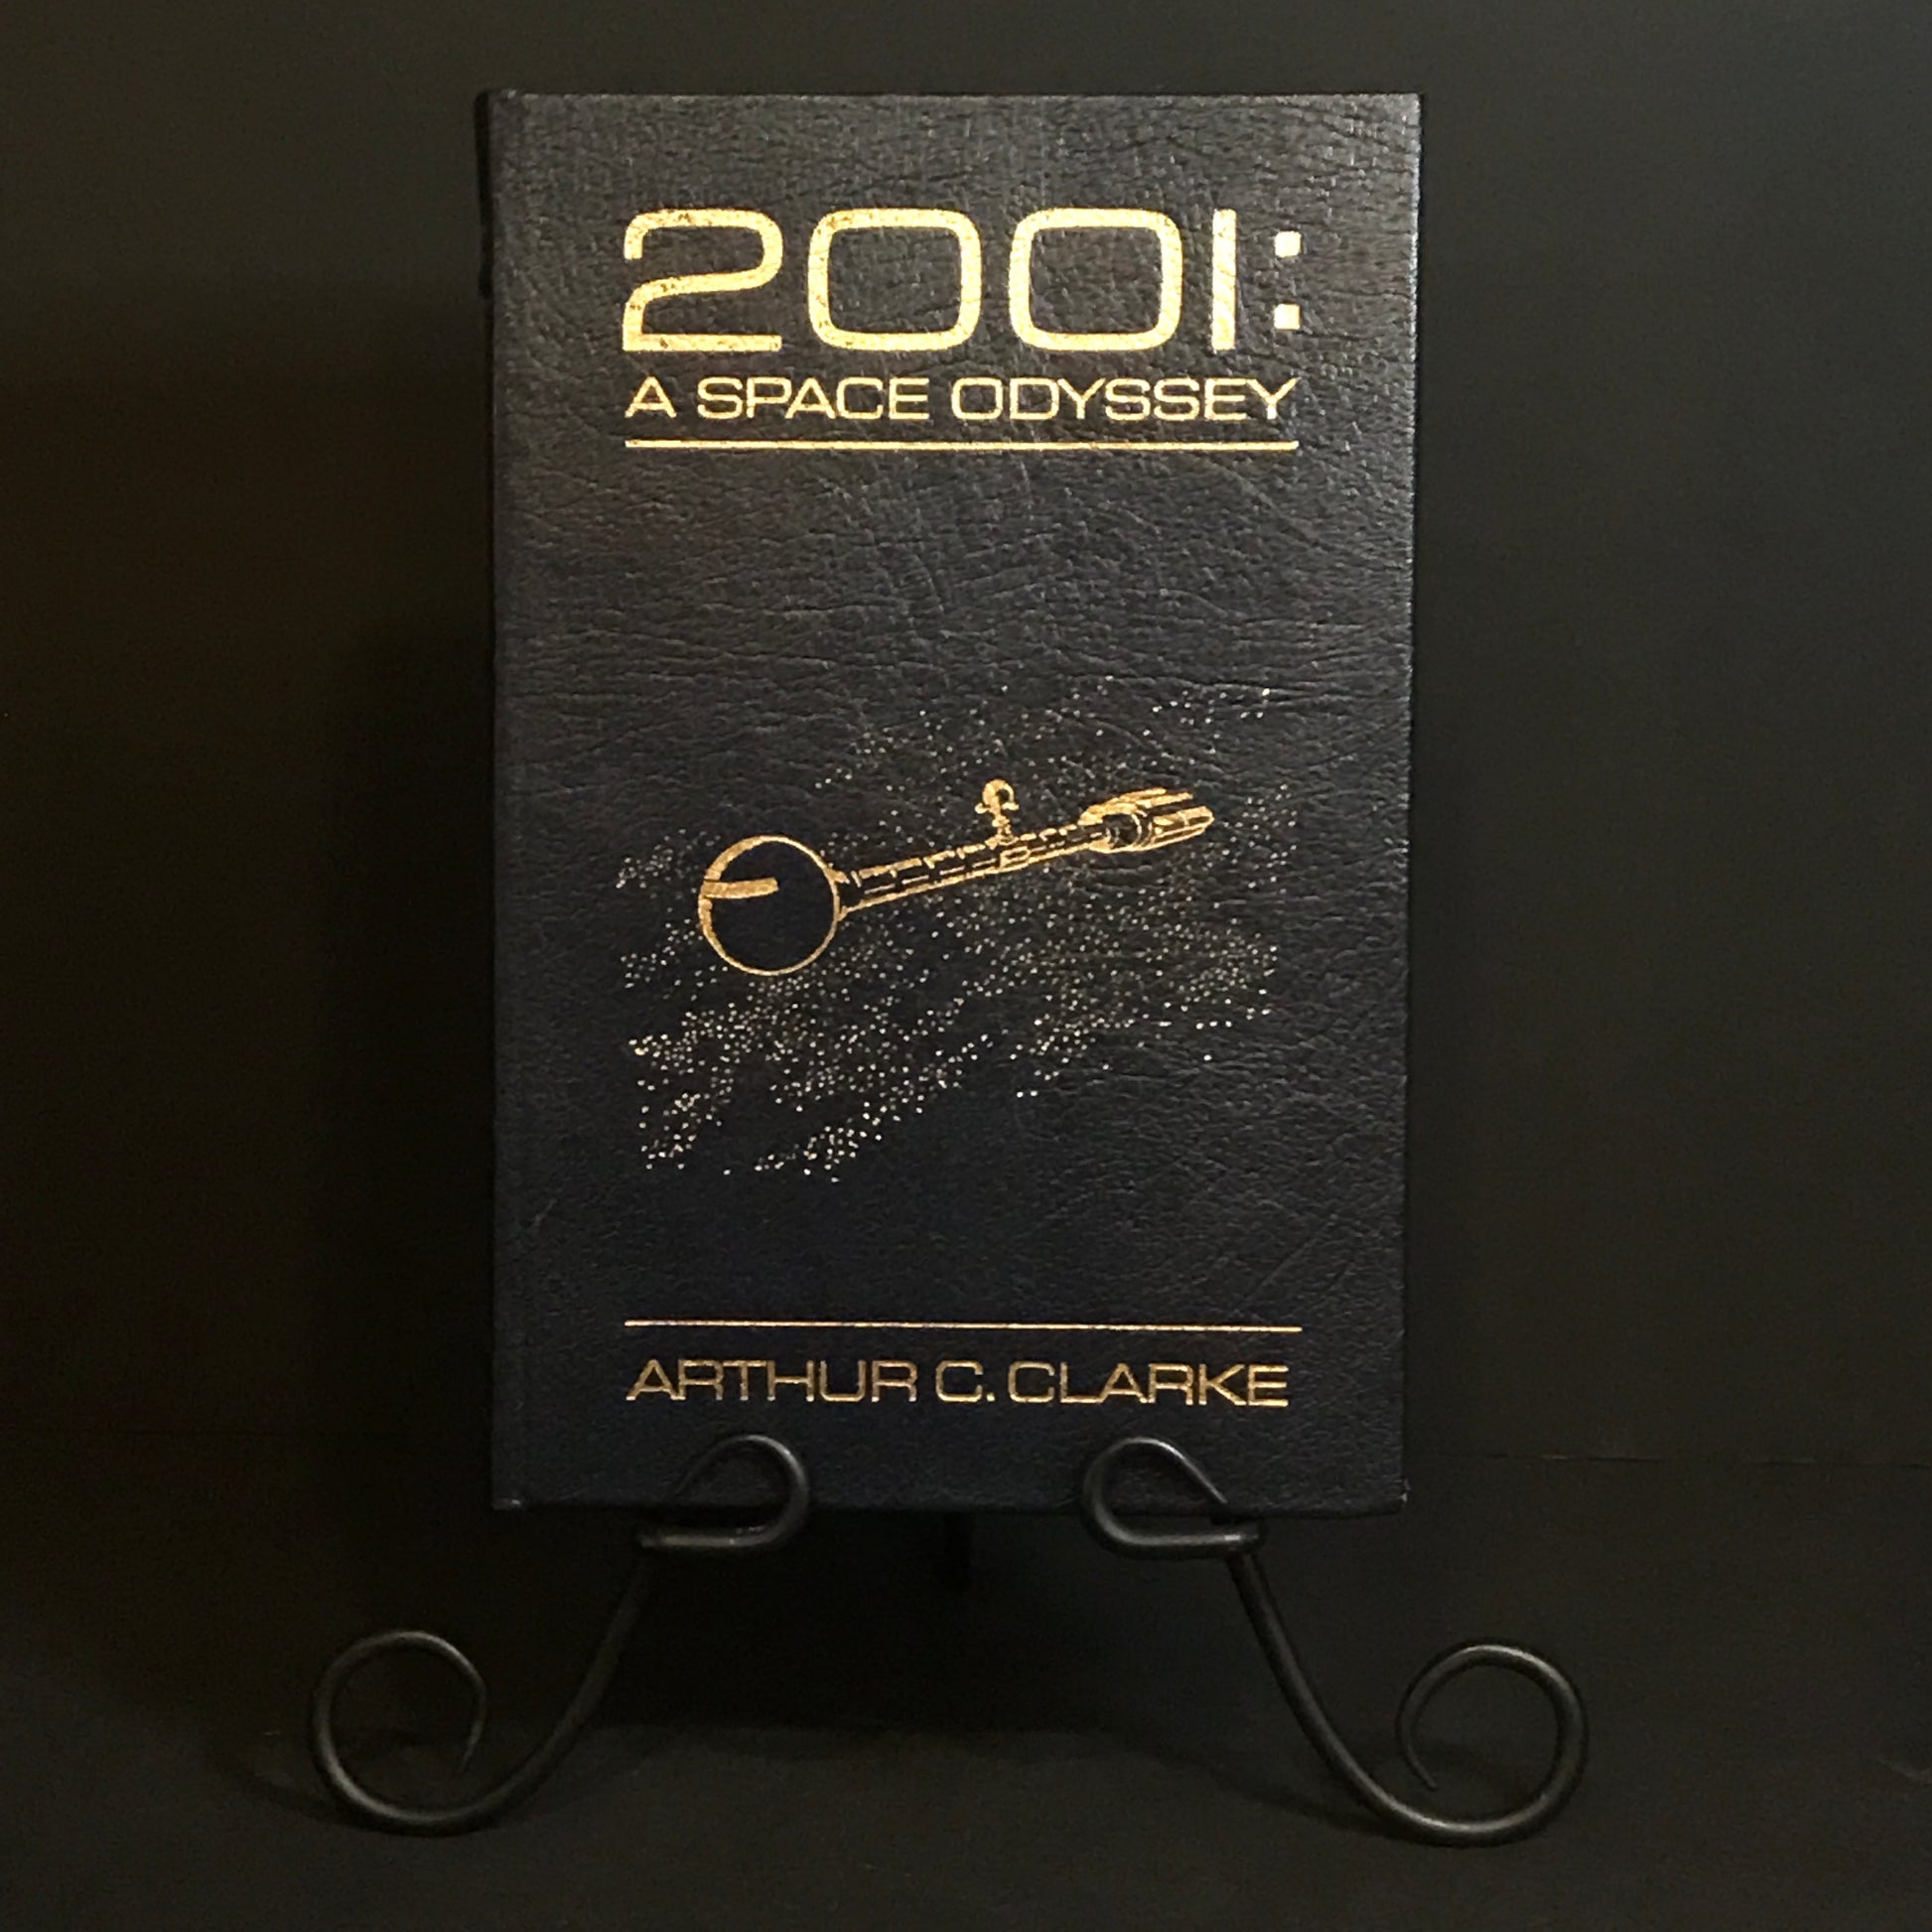 2001:
A SPACE ODYSSEY
ARTHUR C. CLARKE